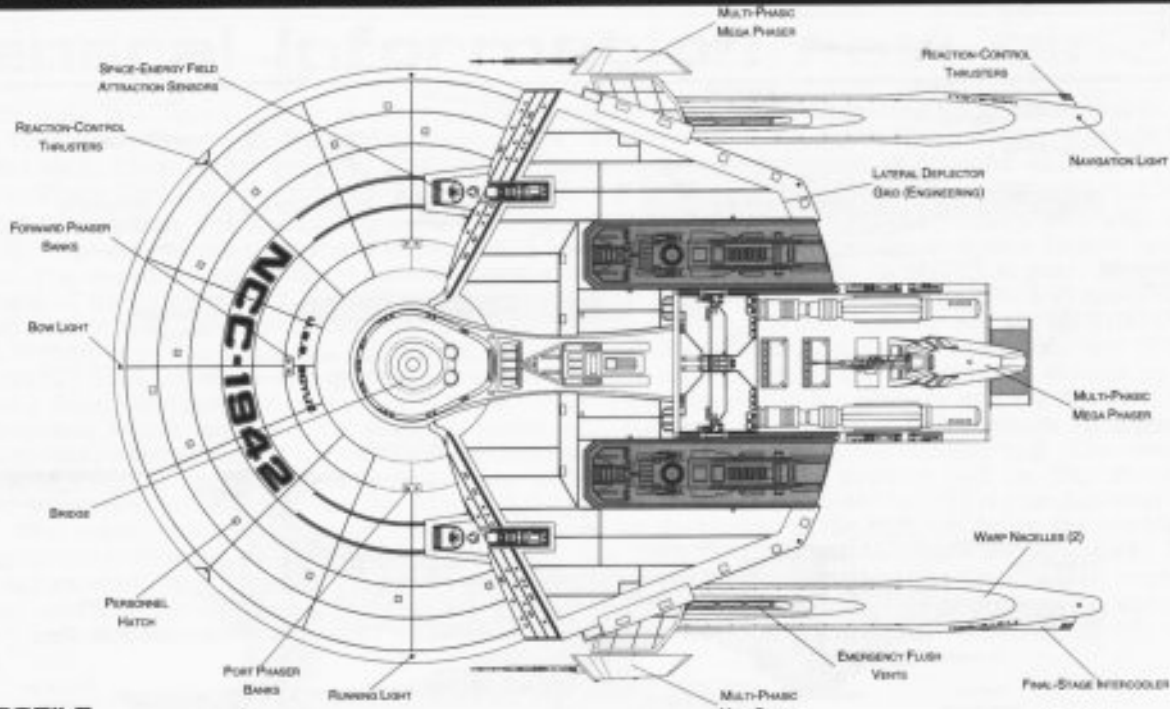 MULTI-PHASIC
MEGA PHASER
SPACE-ENERGY FIELD
ATTRACTION SENSORS
REACTION-CONTROL
THRUSTERS
REACTION-CONTROL
THRUSTERS
NAVIGATION LIGHT
LATERAL DEFLECTOR
GRID (ENGINEERING)
FORWARD PHASER
BANKS
NCC-1942
U.S.S.
BOW LIGHT
MULTI-PHASIC
MEGA PHASER
BRIDGE
WARP NACELLES (2)
PERSONNEL
HATCH
PORT PHASER
BANKS
RUNNING LIGHT
EMERGENCY FLUSH
VENTS
FINAL-STAGE INTERCOOLER
MULTI-PHASIC